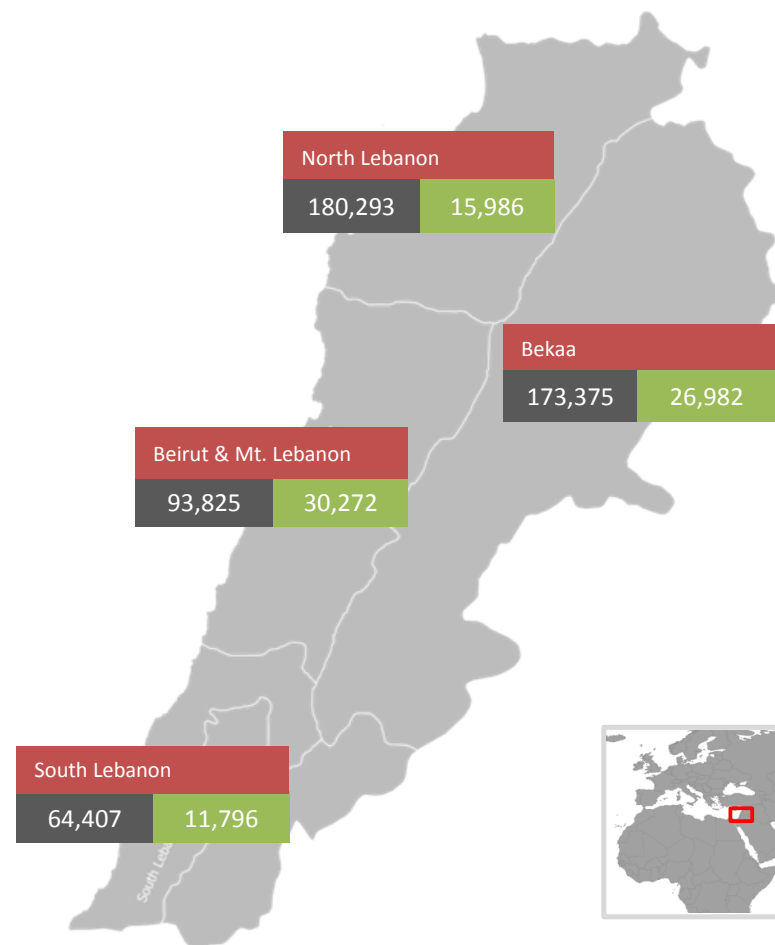 North Lebanon
180,293 15,986
Bekaa
173,375 26,982
Beirut & Mt. Lebanon
93,825 30,272
South Lebanon
64,407 11,796
South